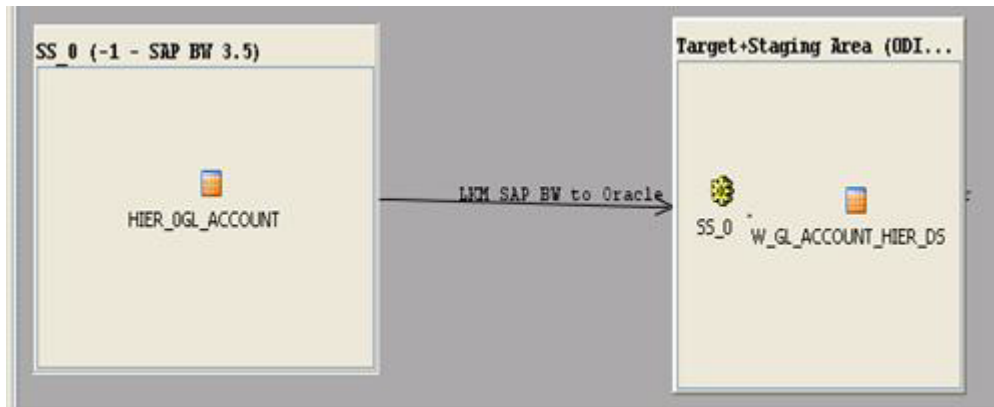 SS_0 (-1 - SAP BW 3.5)
HIER_0GL_ACCOUNT
LKM SAP BW to Oracle
Target+Staging Area (ODI...
SS_0
W_GL_ACCOUNT_HIER_DS